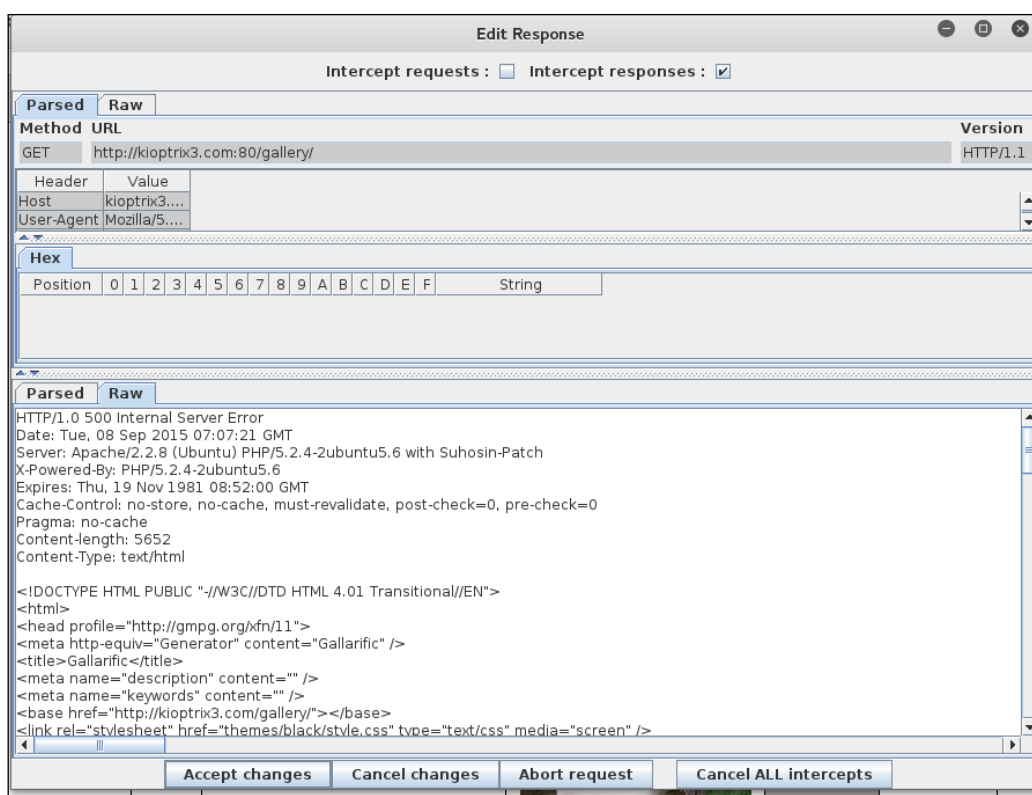 Edit Response
Intercept requests : Intercept responses :
Parsed Raw
Method URL Version
GET http://kioptrix3.com:80/gallery/ HTTP/1.1
Header Value
Host kioptrix3....
User-Agent Mozilla/5....
Hex
Position 0 1 2 3 4 5 6 7 8 9 A B C D E F String
Parsed Raw
HTTP/1.0 500 Internal Server Error
Date: Tue, 08 Sep 2015 07:07:21 GMT
Server: Apache/2.2.8 (Ubuntu) PHP/5.2.4-2ubuntu5.6 with Suhosin-Patch
X-Powered-By: PHP/5.2.4-2ubuntu5.6
Expires: Thu, 19 Nov 1981 08:52:00 GMT
Cache-Control: no-store, no-cache, must-revalidate, post-check=0, pre-check=0
Pragma: no-cache
Content-length: 5652
Content-Type: text/html
<!DOCTYPE HTML PUBLIC "-//W3C//DTD HTML 4.01 Transitional//EN">
<html>
<head profile="http://gmpg.org/xfn/11">
<meta http-equiv="Generator" content="Gallarific" />
<title>Gallarific</title>
<meta name="description" content="" />
<meta name="keywords" content="" />
<base href="http://kioptrix3.com/gallery/"></base>
<link rel="stylesheet" href="themes/black/style.css" type="text/css" media="screen" />
Accept changes Cancel changes Abort request Cancel ALL intercepts